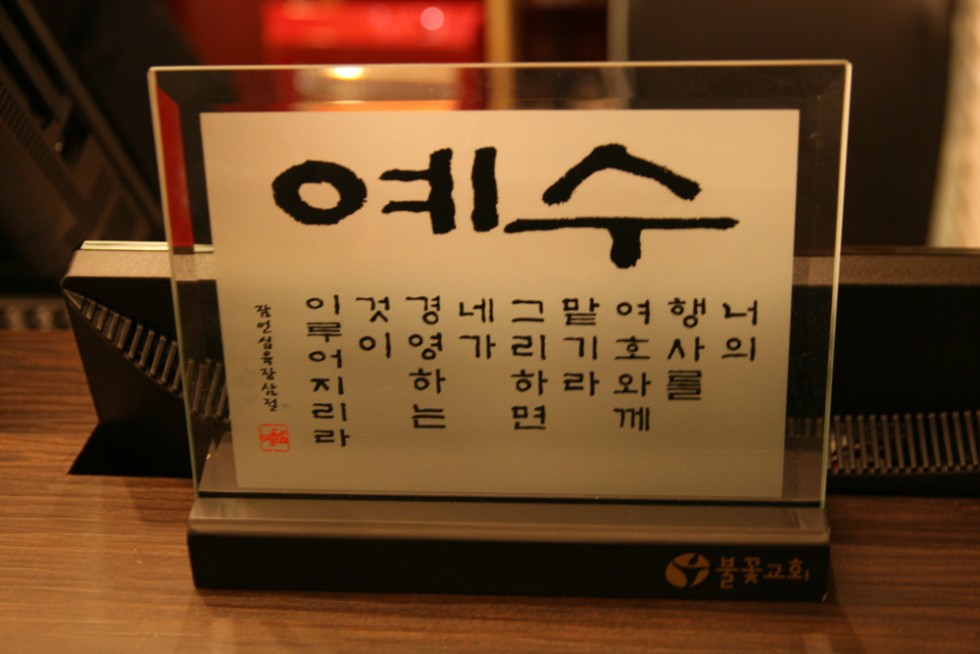 예수
너의
행사를
여호와께
맡기라
그리하면
네가
경영하는
것이
이루어지리라
잠언십육장삼절
불꽃교회